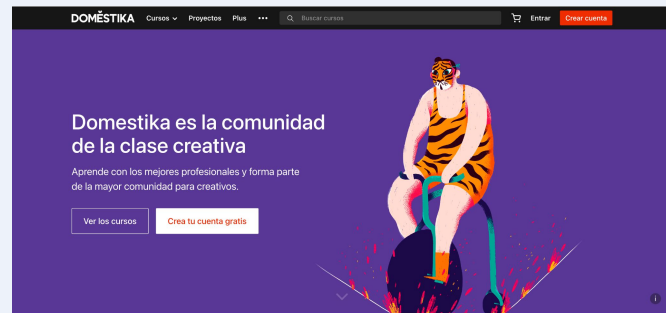 DOMESTIKA Cursos Proyectos Plus ••• Buscar cursos Entrar Crear cuenta
Domestika es la comunidad
de la clase creativa
Aprende con los mejores profesionales y forma parte
de la mayor comunidad para creativos.
Ver los cursos Crea tu cuenta gratis